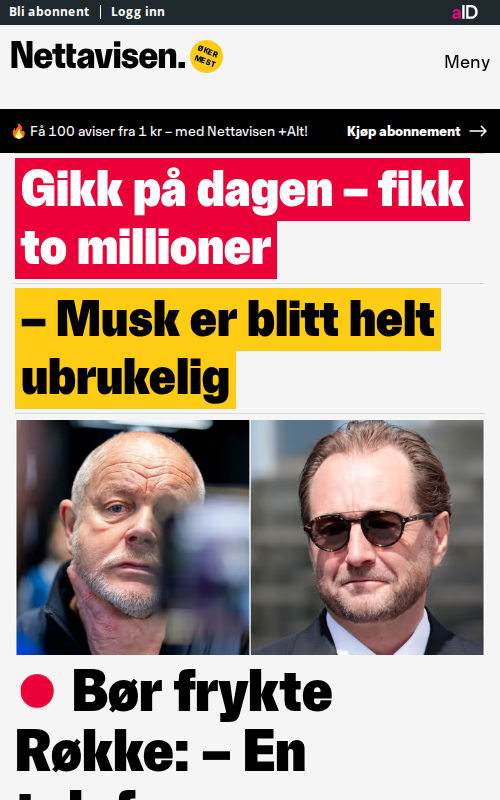 Bli abonnent | Logg inn
aID
Nettavisen.
ØKER
MEST
Meny
🔥 Få 100 aviser fra 1 kr – med Nettavisen +Alt!
Kjøp abonnement →
Gikk på dagen – fikk
to millioner
– Musk er blitt helt
ubrukelig
Bør frykte
Røkke: – En